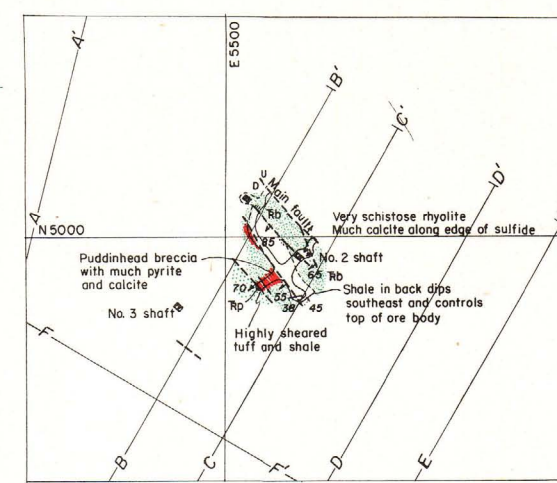 A'
E 5500
B'
C'
D'
U
D
Main fault
Rb
A
N 5000
Very schistose rhyolite
Much calcite along edge of sulfide
85
Puddinhead breccia
with much pyrite
and calcite
No. 2 shaft
65
Rb
70
Rp
55
38
45
Shale in back dips
southeast and controls
top of ore body
No. 3 shaft
Highly sheared
tuff and shale
F
B
C
F'
D
E